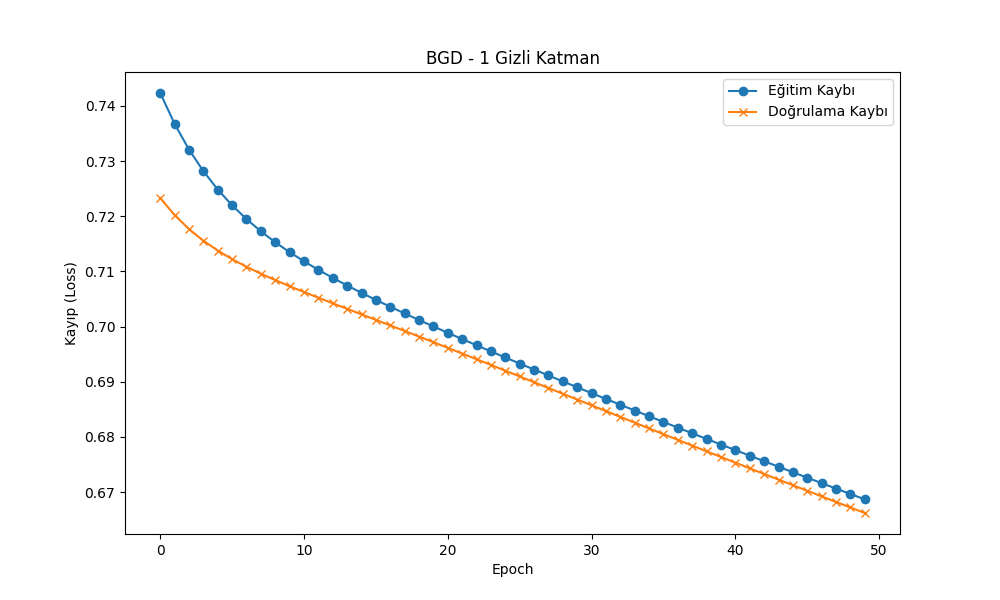 BGD - 1 Gizli Katman
Eğitim Kaybı
Doğrulama Kaybı
Kayıp (Loss)
0.74
0.73
0.72
0.71
0.70
0.69
0.68
0.67
0 10 20 30 40 50
Epoch